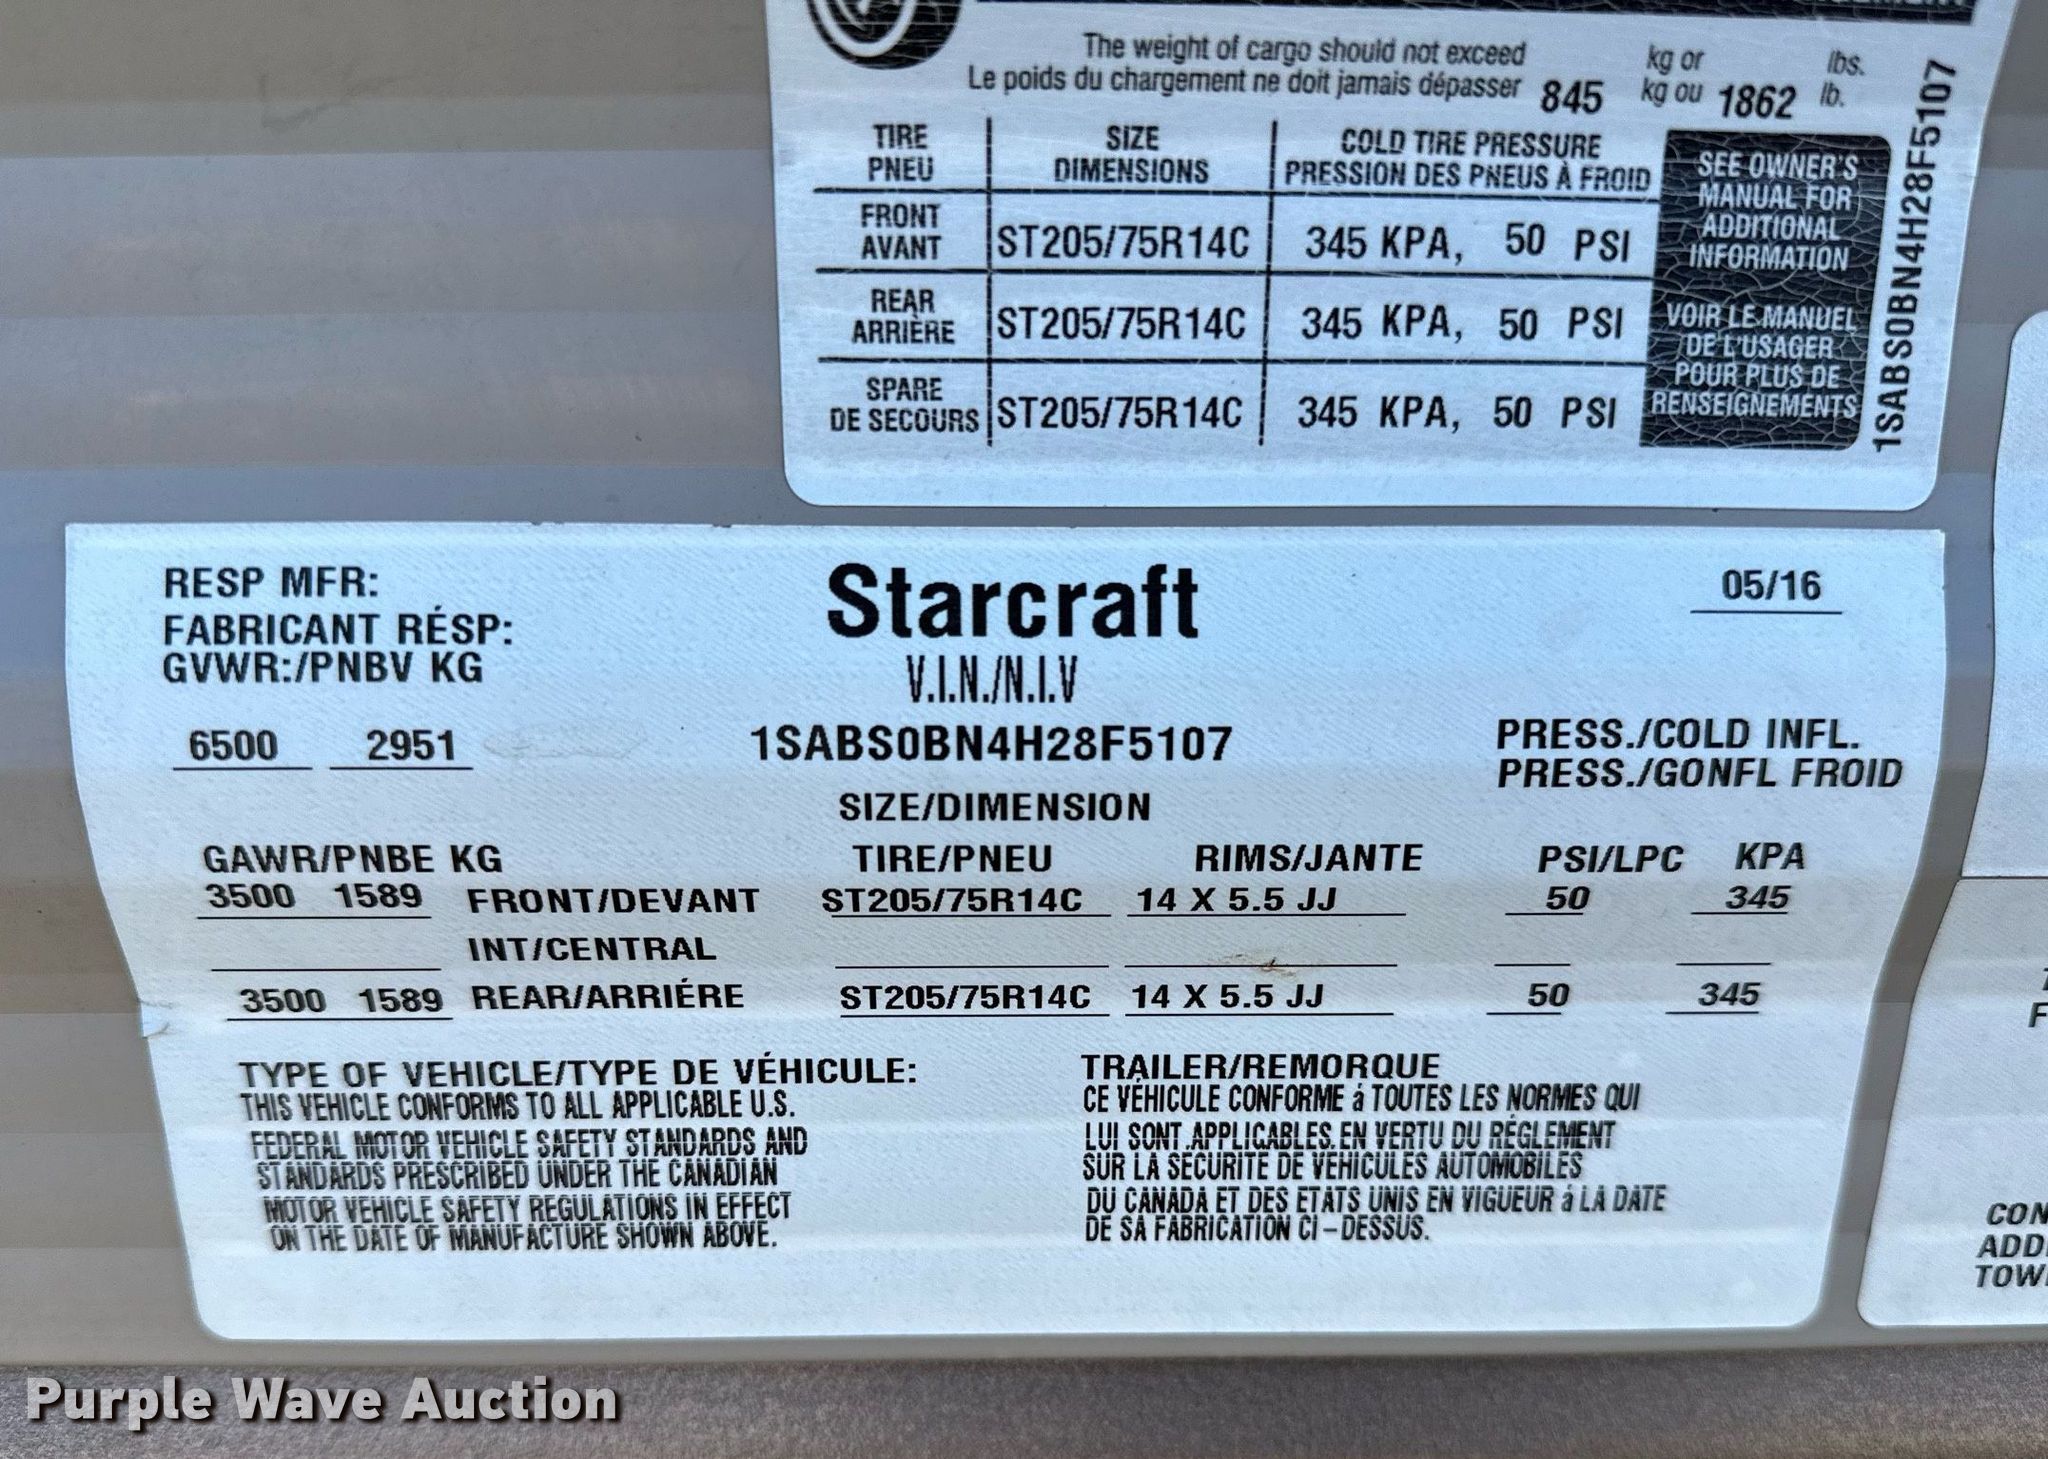 The weight of cargo should not exceed kg or lbs.
Le poids du chargement ne doit jamais dépasser 845 kg ou 1862 lb.
TIRE SIZE COLD TIRE PRESSURE
PNEU DIMENSIONS PRESSION DES PNEUS À FROID
FRONT
AVANT ST205/75R14C 345 KPA, 50 PSI
REAR
ARRIÈRE ST205/75R14C 345 KPA, 50 PSI
SPARE
DE SECOURS ST205/75R14C 345 KPA, 50 PSI
SEE OWNER'S
MANUAL FOR
ADDITIONAL
INFORMATION
VOIR LE MANUEL
DE L'USAGER
POUR PLUS DE
RENSEIGNEMENTS
1SABS0BN4H28F5107
RESP MFR: Starcraft 05/16
FABRICANT RÉSP:
GVWR:/PNBV KG V.I.N./N.I.V
6500 2951 1SABS0BN4H28F5107 PRESS./COLD INFL.
PRESS./GONFL FROID
SIZE/DIMENSION
GAWR/PNBE KG TIRE/PNEU RIMS/JANTE PSI/LPC KPA
3500 1589 FRONT/DEVANT ST205/75R14C 14 X 5.5 JJ 50 345
INT/CENTRAL
3500 1589 REAR/ARRIÉRE ST205/75R14C 14 X 5.5 JJ 50 345
TYPE OF VEHICLE/TYPE DE VÉHICULE: TRAILER/REMORQUE
THIS VEHICLE CONFORMS TO ALL APPLICABLE U.S.
FEDERAL MOTOR VEHICLE SAFETY STANDARDS AND
STANDARDS PRESCRIBED UNDER THE CANADIAN
MOTOR VEHICLE SAFETY REGULATIONS IN EFFECT
ON THE DATE OF MANUFACTURE SHOWN ABOVE.
CE VÉHICULE CONFORME á TOUTES LES NORMES QUI
LUI SONT APPLICABLES EN VERTU DU RÉGLEMENT
SUR LA SÉCURITÉ DE VÉHICULES AUTOMOBILES
DU CANADA ET DES ÉTATS UNIS EN VIGUEUR á LA DATE
DE SA FABRICATION CI-DESSUS.
CON
ADD
TOW
Purple Wave Auction